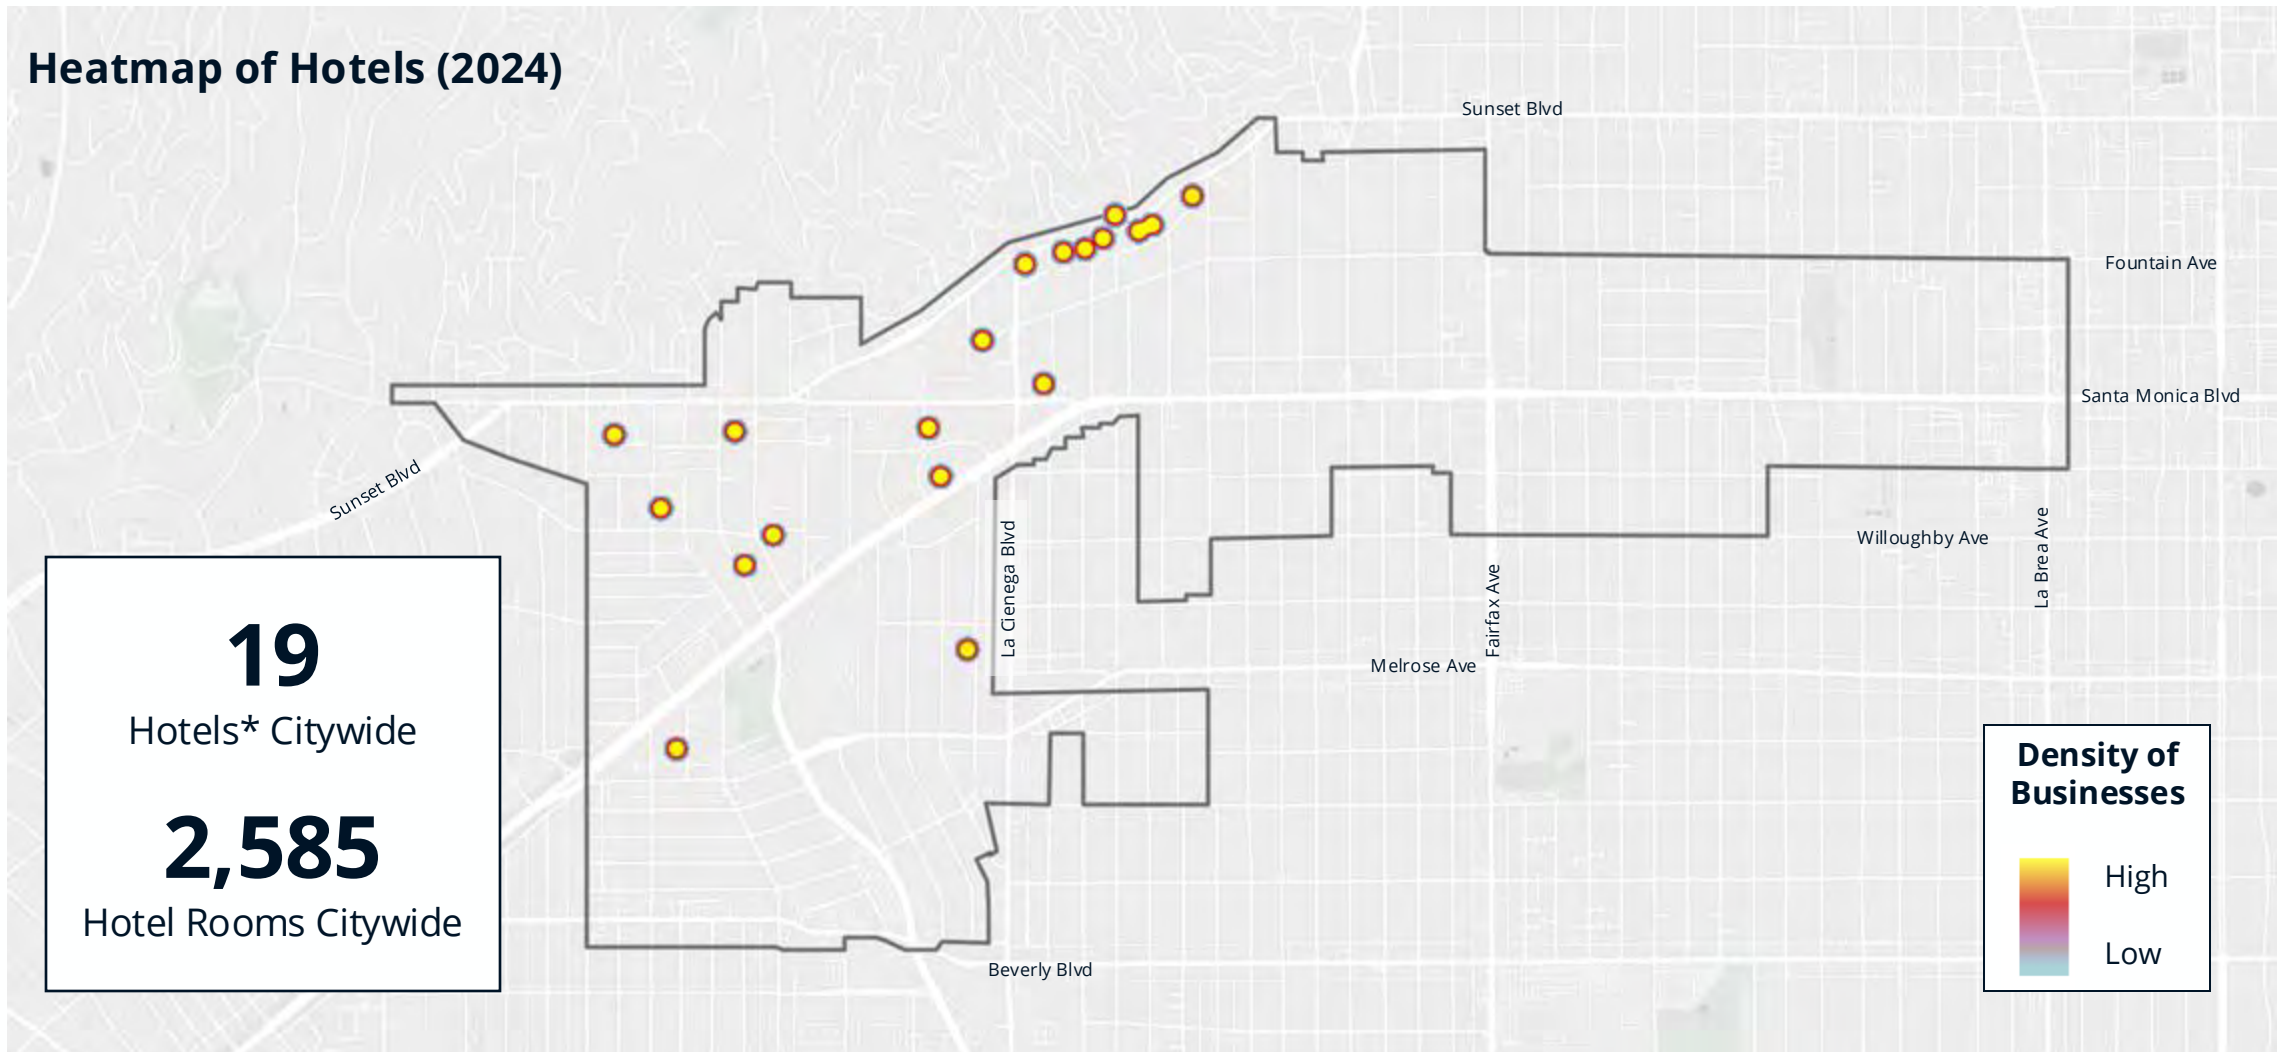 Heatmap of Hotels (2024)
Sunset Blvd
Fountain Ave
Santa Monica Blvd
Sunset Blvd
La Cienega Blvd
Fairfax Ave
Willoughby Ave
La Brea Ave
Melrose Ave
Beverly Blvd
19
Hotels* Citywide
2,585
Hotel Rooms Citywide
Density of
Businesses
High
Low